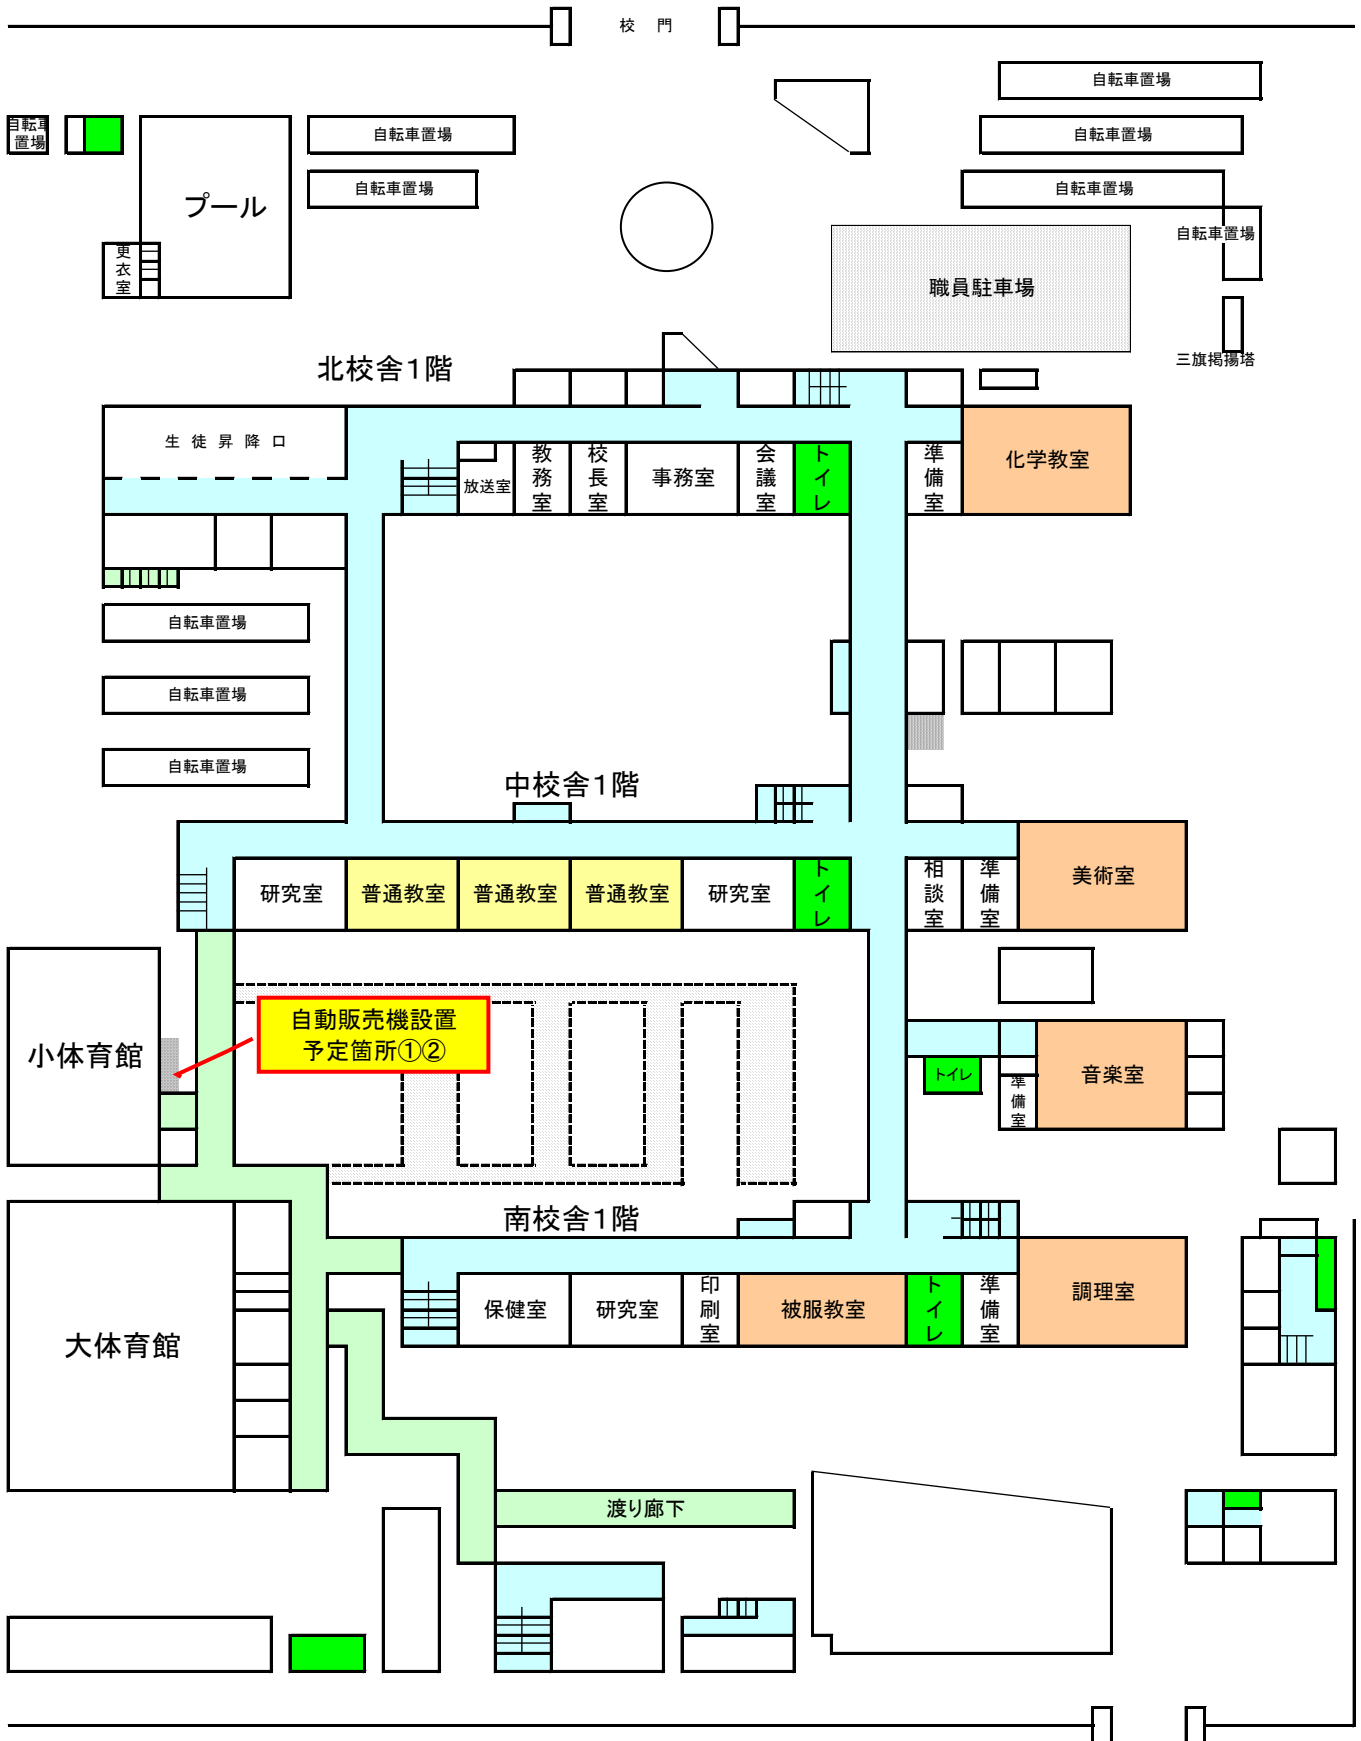 校 門
自転車置場
自転車
置場
自転車置場
自転車置場
自転車置場
自転車置場
プール
自転車置場
更衣室
職員駐車場
三旗掲揚塔
北校舎1階
生 徒 昇 降 口
放送室
教務室
校長室
事務室
会議室
トイレ
準備室
化学教室
自転車置場
自転車置場
自転車置場
中校舎1階
研究室
普通教室
普通教室
普通教室
研究室
トイレ
相談室
準備室
美術室
自動販売機設置
予定箇所①②
小体育館
トイレ
準備室
音楽室
南校舎1階
保健室
研究室
印刷室
被服教室
トイレ
準備室
調理室
大体育館
渡り廊下